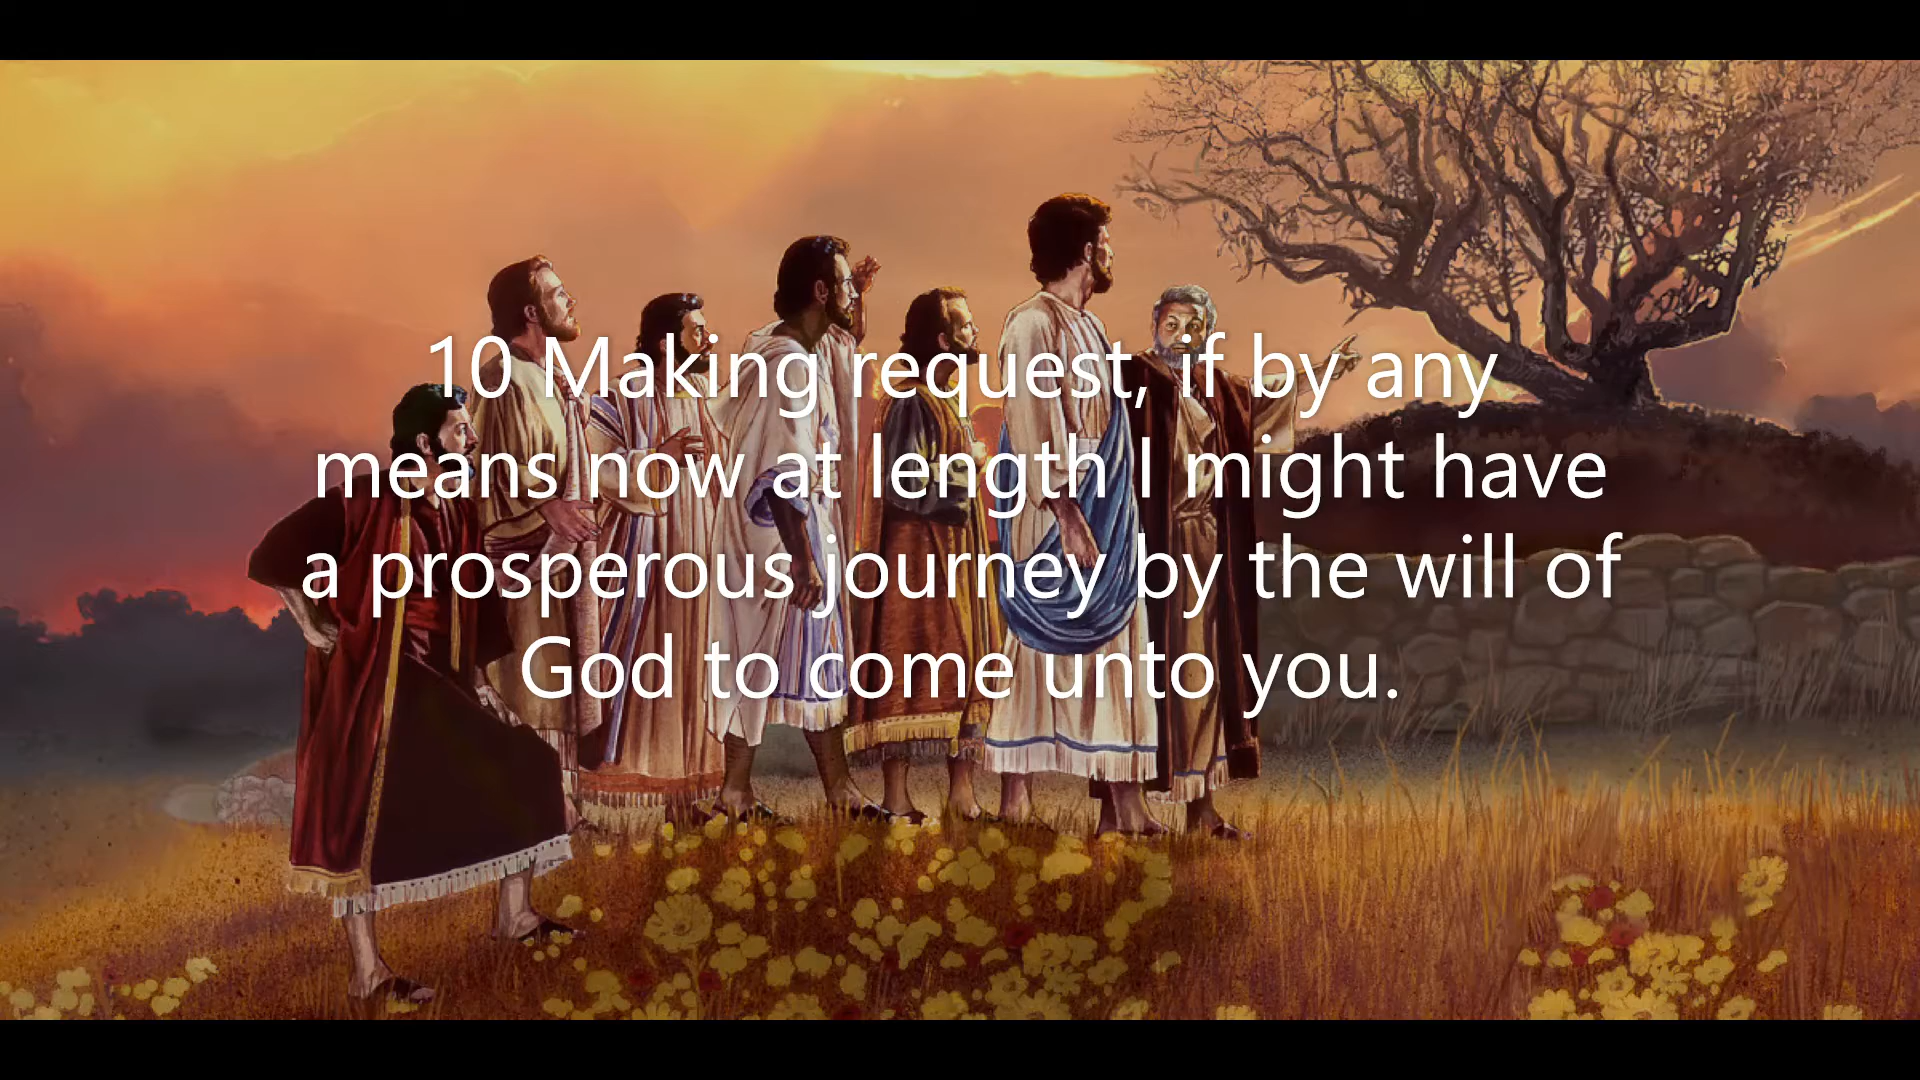 10 Making request, if by any
means now at length I might have
a prosperous journey by the will of
God to come unto you.